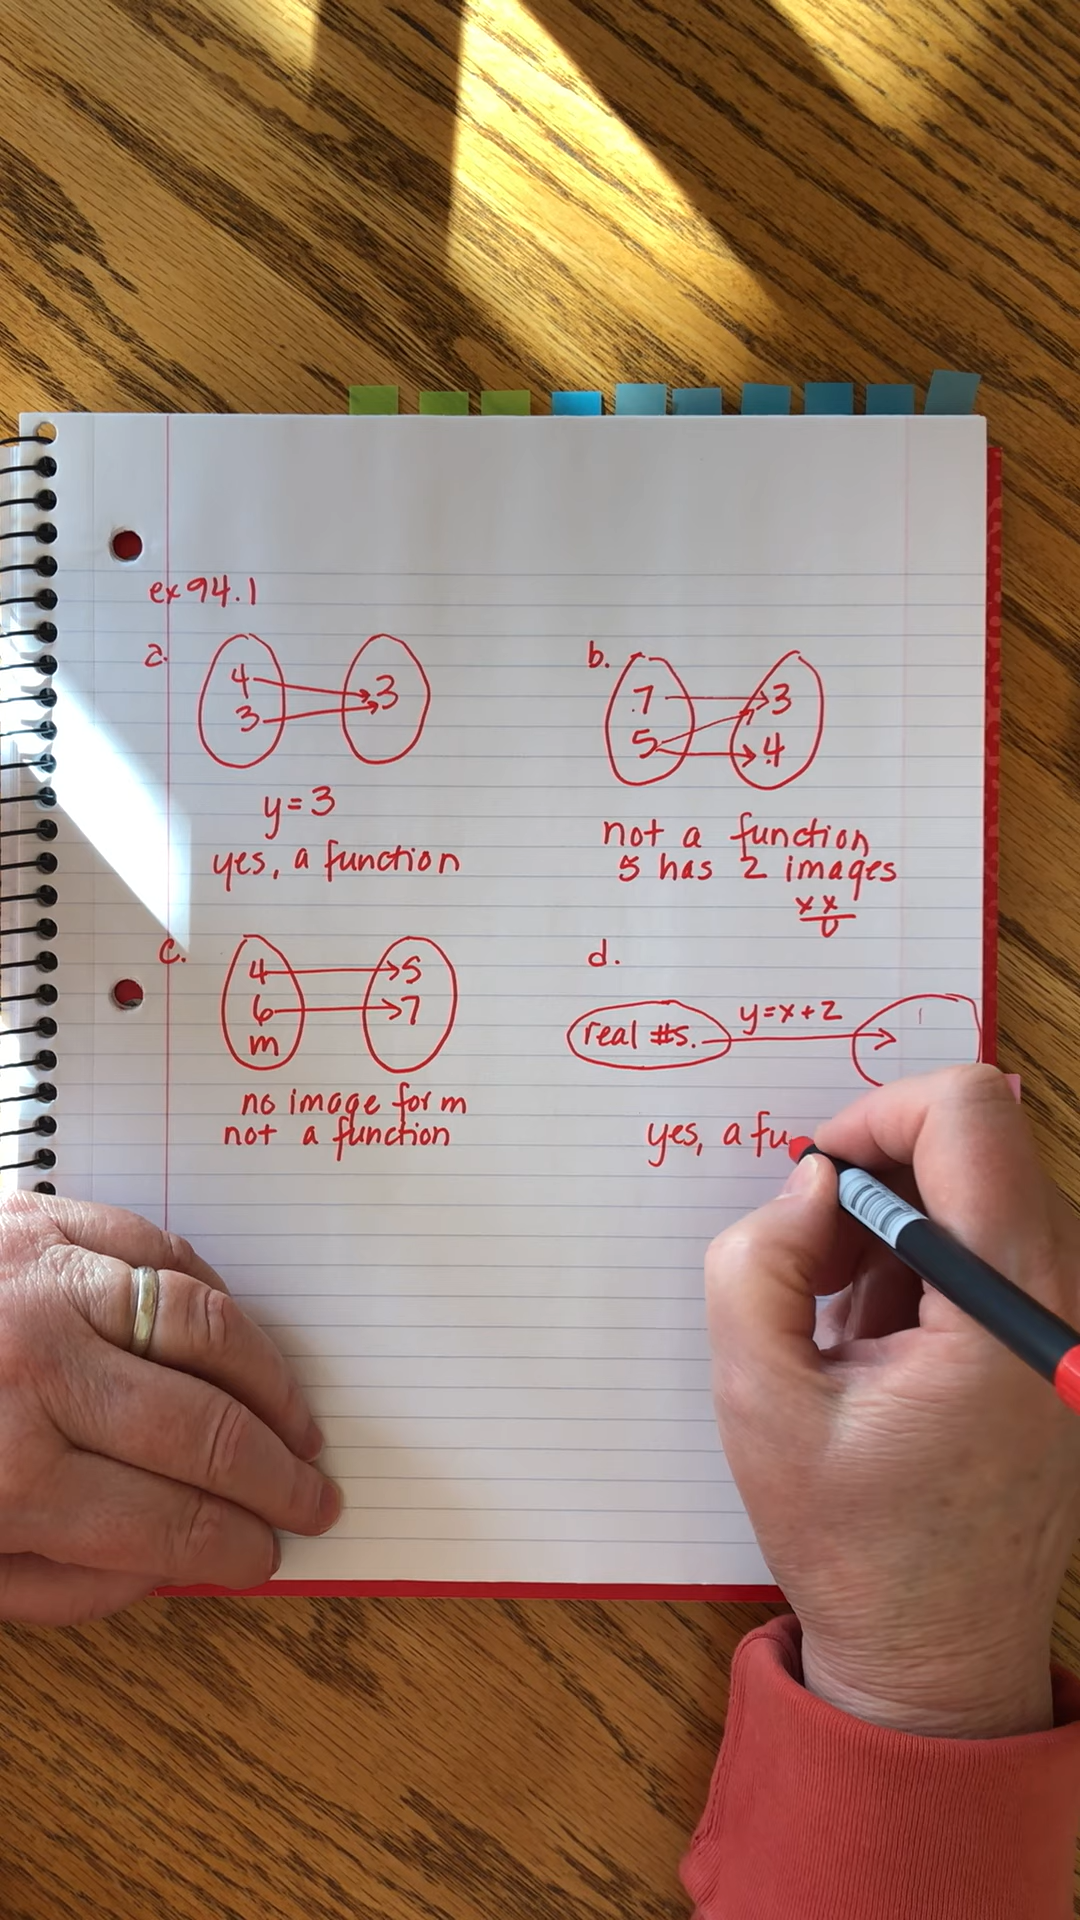 ex 94.1
a.
4
3
3
y=3
yes, a function
b.
7
5
3
4
not a function
5 has 2 images
x x
c.
4
6
m
5
7
no image for m
not a function
d.
real #s.
y=x+2
yes, a fu